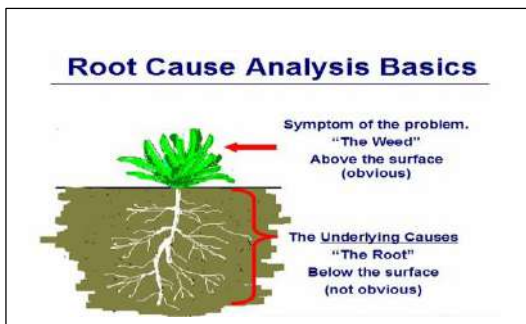 Root Cause Analysis Basics
Symptom of the problem.
"The Weed"
Above the surface
(obvious)
The Underlying Causes
"The Root"
Below the surface
(not obvious)